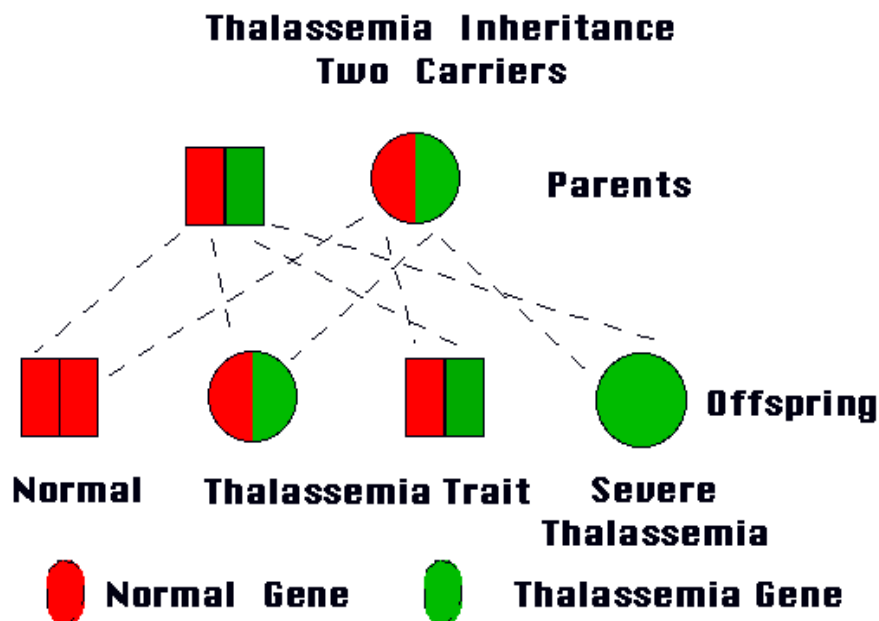 Thalassemia Inheritance
Two Carriers
Parents
Offspring
Normal
Thalassemia Trait
Severe
Thalassemia
Normal Gene
Thalassemia Gene